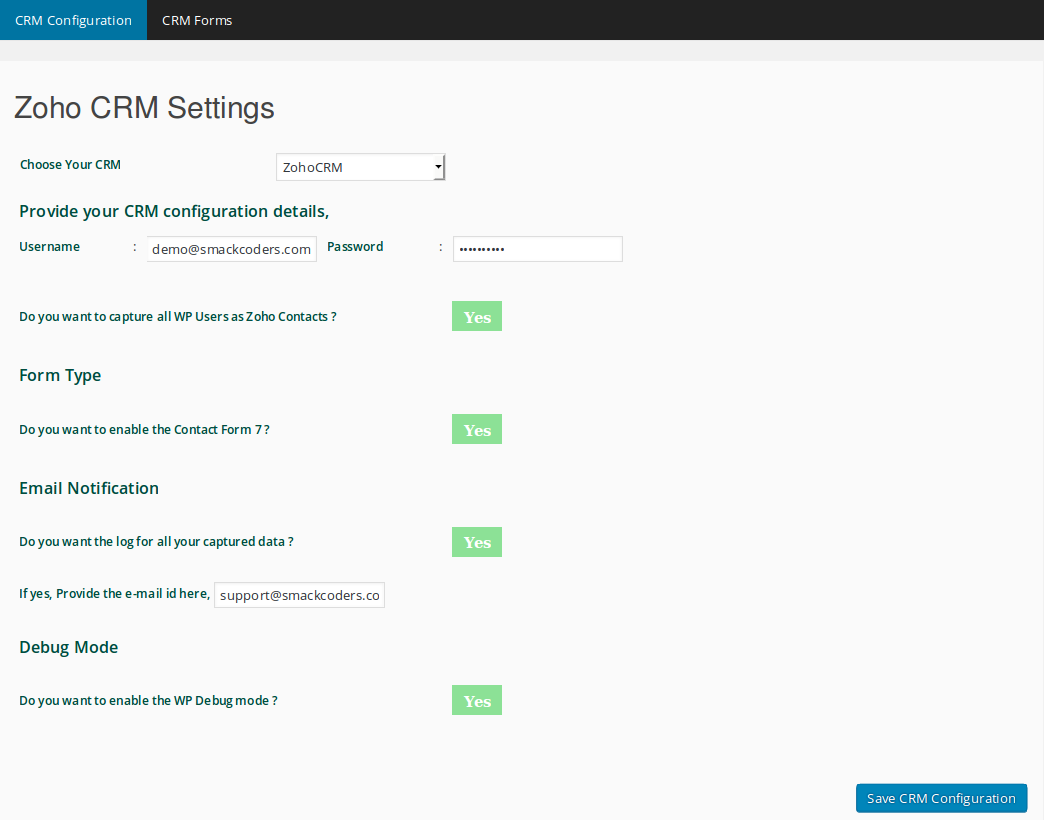 CRM Configuration CRM Forms
Zoho CRM Settings
Choose Your CRM ZohoCRM
Provide your CRM configuration details,
Username : demo@smackcoders.com Password : ••••••••••
Do you want to capture all WP Users as Zoho Contacts ? Yes
Form Type
Do you want to enable the Contact Form 7 ? Yes
Email Notification
Do you want the log for all your captured data ? Yes
If yes, Provide the e-mail id here, support@smackcoders.co
Debug Mode
Do you want to enable the WP Debug mode ? Yes
Save CRM Configuration